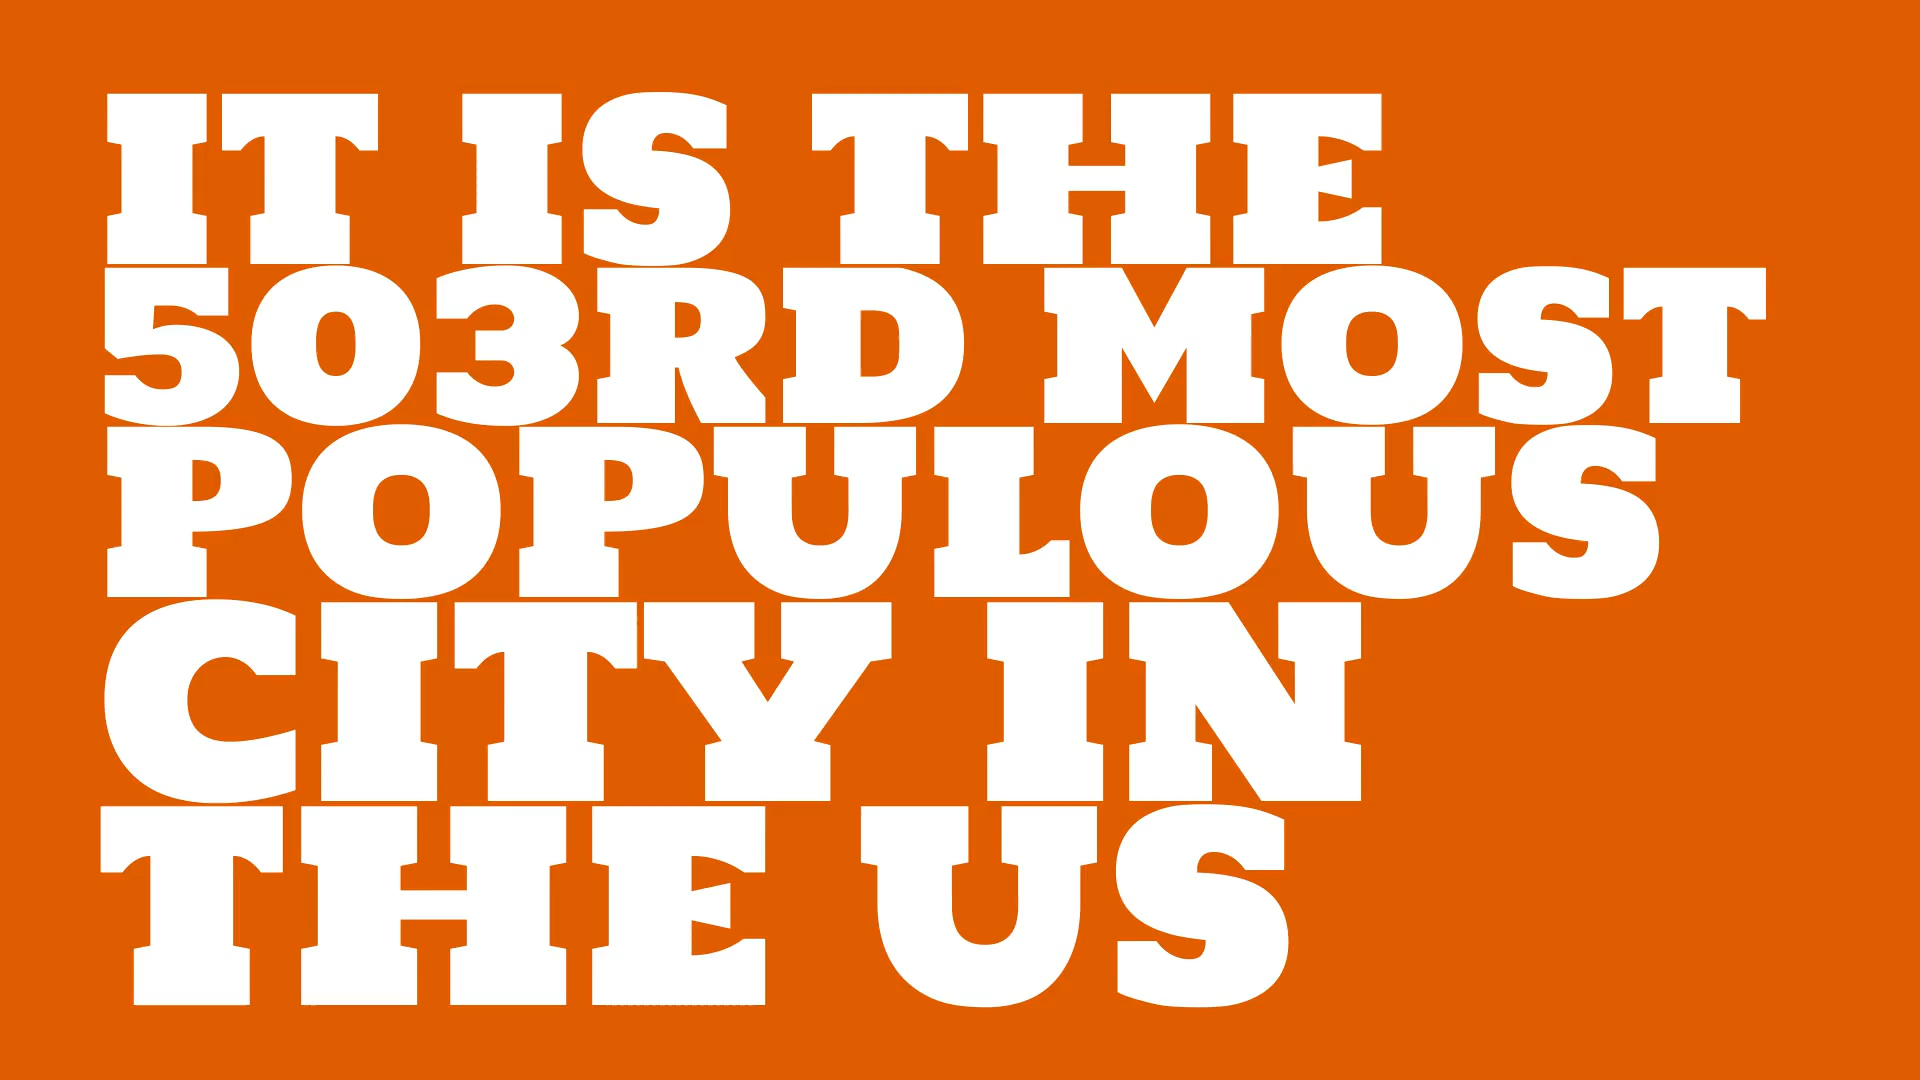 IT IS THE
503RD MOST
POPULOUS
CITY IN
THE US